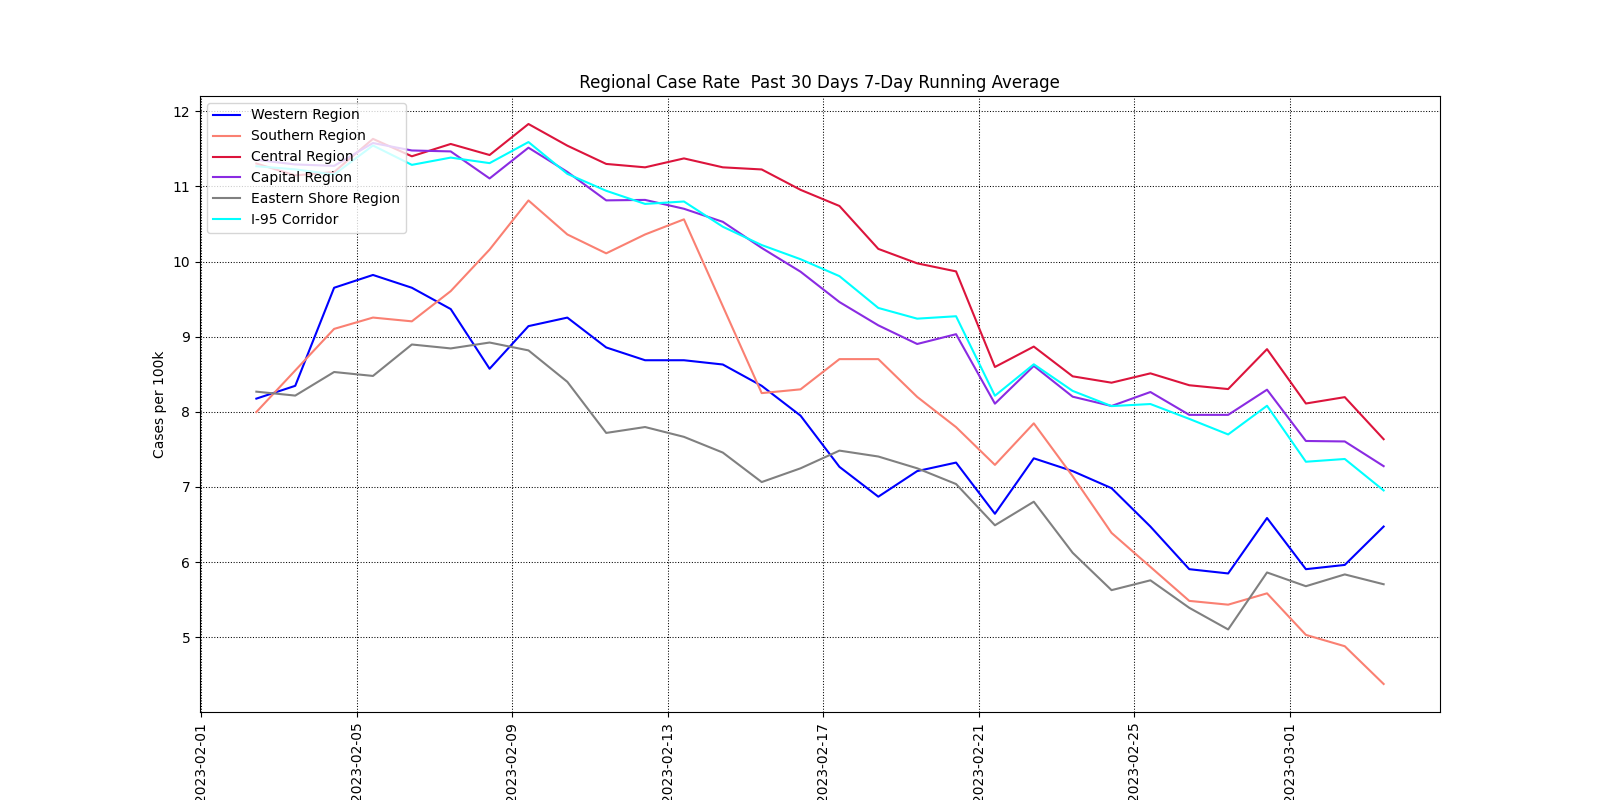 Regional Case Rate  Past 30 Days 7-Day Running Average
Western Region
Southern Region
Central Region
Capital Region
Eastern Shore Region
I-95 Corridor
Cases per 100k
12
11
10
9
8
7
6
5
2023-02-01
2023-02-05
2023-02-09
2023-02-13
2023-02-17
2023-02-21
2023-02-25
2023-03-01